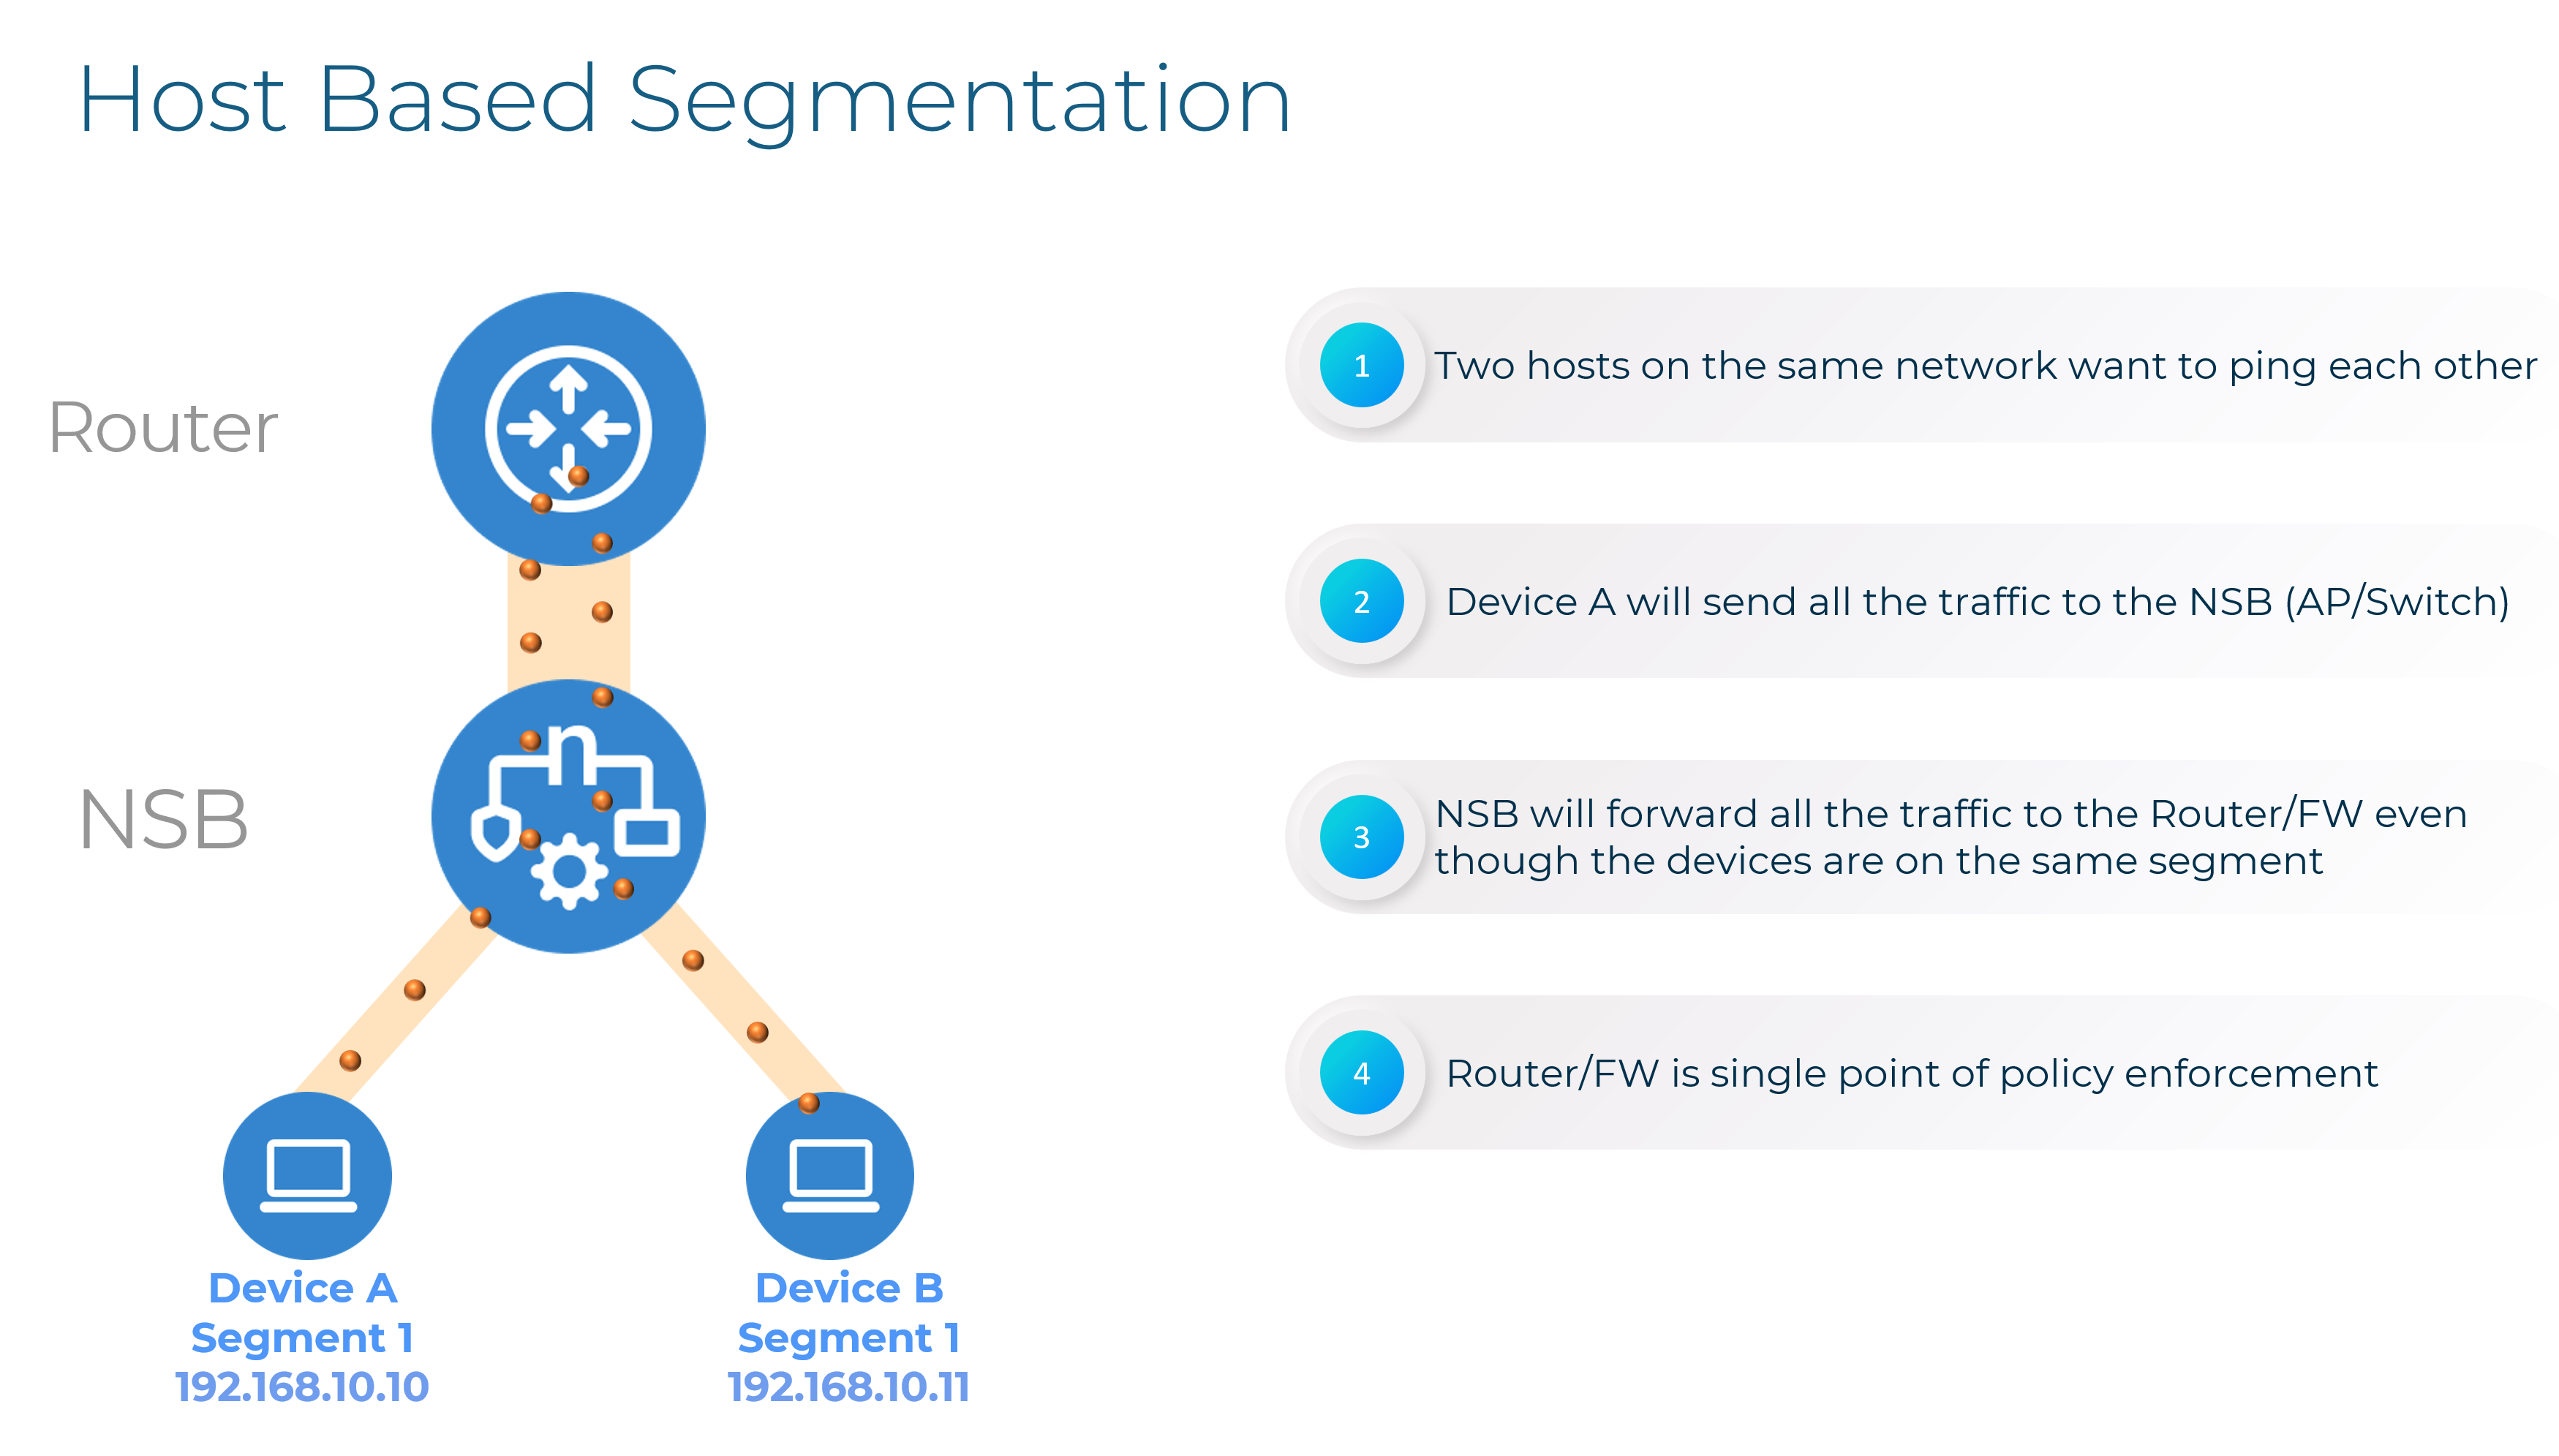 Host Based Segmentation
Router
NSB
Device A
Segment 1
192.168.10.10
Device B
Segment 1
192.168.10.11
1
Two hosts on the same network want to ping each other
2
Device A will send all the traffic to the NSB (AP/Switch)
3
NSB will forward all the traffic to the Router/FW even
though the devices are on the same segment
4
Router/FW is single point of policy enforcement
n